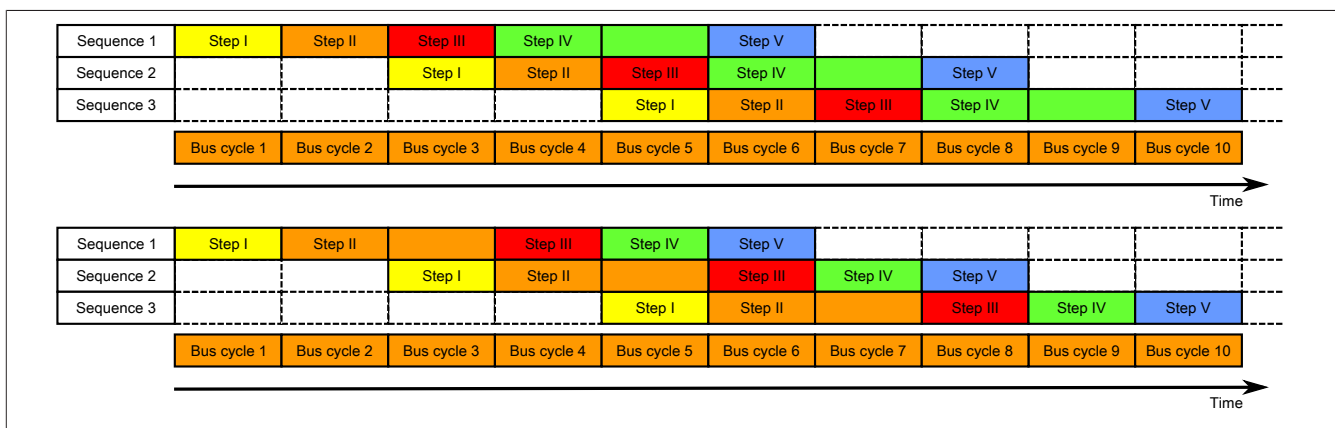 Sequence 1 Step I Step II Step III Step IV Step V
Sequence 2 Step I Step II Step III Step IV Step V
Sequence 3 Step I Step II Step III Step IV Step V
Bus cycle 1 Bus cycle 2 Bus cycle 3 Bus cycle 4 Bus cycle 5 Bus cycle 6 Bus cycle 7 Bus cycle 8 Bus cycle 9 Bus cycle 10
Time
Sequence 1 Step I Step II Step III Step IV Step V
Sequence 2 Step I Step II Step III Step IV Step V
Sequence 3 Step I Step II Step III Step IV Step V
Bus cycle 1 Bus cycle 2 Bus cycle 3 Bus cycle 4 Bus cycle 5 Bus cycle 6 Bus cycle 7 Bus cycle 8 Bus cycle 9 Bus cycle 10
Time